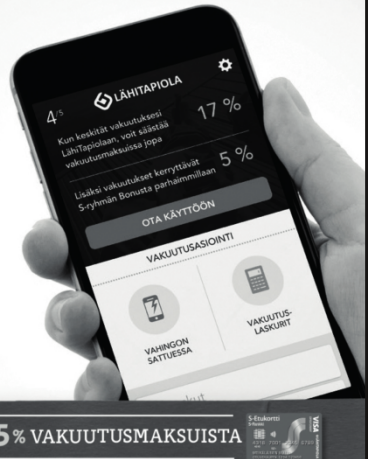 LÄHITAPIOLA
4/5
Kun keskität vakuutuksesi
LähiTapiolaan, voit säästää
vakuutusmaksuissa jopa
17 %
Lisäksi vakuutukset kerryttävät
S-ryhmän Bonusta parhaimmillaan
5 %
OTA KÄYTTÖÖN
VAKUUTUSASIOINTI
VAHINGON
SATTUESSA
VAKUUTUS-
LASKURIT
5% VAKUUTUSMAKSUISTA
S-Etukortti
VISA